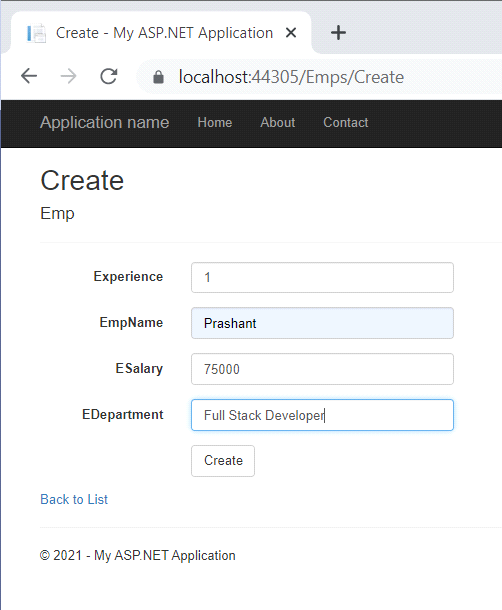 Create - My ASP.NET Application
localhost:44305/Emps/Create
Application name Home About Contact
Create
Emp
Experience 1
EmpName Prashant
ESalary 75000
EDepartment Full Stack Developer
Create
Back to List
© 2021 - My ASP.NET Application